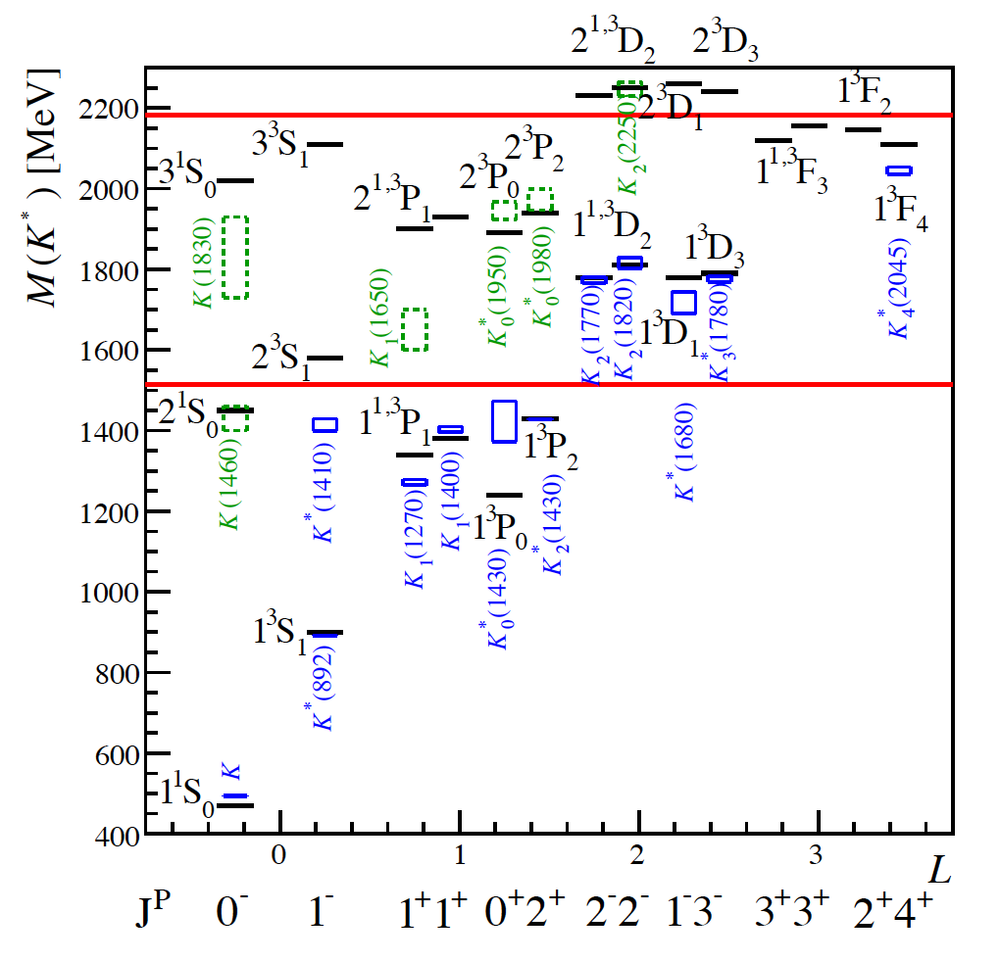 M(K*) [MeV]
2200
2000
1800
1600
1400
1200
1000
800
600
400
2^{1,3}D_2
2^3D_3
2^3D_1
1^3F_2
3^1S_0
3^3S_1
2^{1,3}P_1
2^3P_0
2^3P_2
1^{1,3}D_2
1^3D_3
1^{1,3}F_3
1^3F_4
K_2(2250)
K(1830)
K_1(1650)
K*_0(1950)
K*_0(1980)
K_2(1770)
K_2(1820)
1^3D_1
K*_3(1780)
K*_4(2045)
2^3S_1
2^1S_0
1^{1,3}P_1
1^3P_2
K(1460)
K*(1410)
K_1(1270)
K_1(1400)
1^3P_0
K*_0(1430)
K*_2(1430)
K*(1680)
1^3S_1
K*(892)
K
1^1S_0
0 1 2 3
L
J^P 0^- 1^- 1^+1^+ 0^+2^+ 2^-2^- 1^-3^- 3^+3^+ 2^+4^+